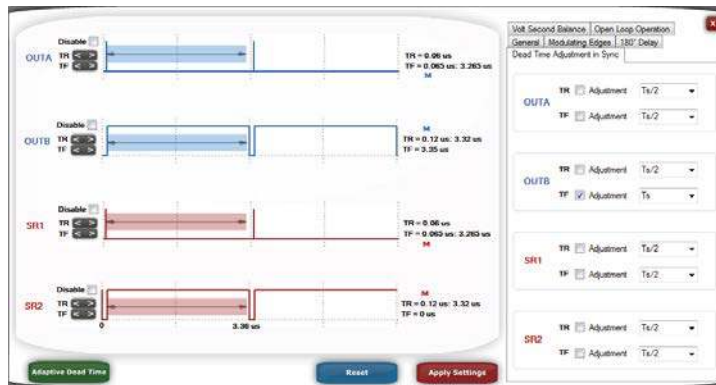 Disable
OUTA
TR < >
TF < >
TR = 0.06 us
TF = 0.065 us: 3.265 us
M
Disable
OUTB
TR < >
TF < >
M
TR = 0.12 us: 3.32 us
TF = 3.35 us
Disable
SR1
TR < >
TF < >
TR = 0.06 us
TF = 0.065 us: 3.265 us
M
Disable
SR2
TR < >
TF < >
M
TR = 0.12 us: 3.32 us
TF = 0 us
0
3.36 us
Adaptive Dead Time
Reset
Apply Settings
X
Volt Second Balance
Open Loop Operation
General
Modulating Edges
180° Delay
Dead Time Adjustment in Sync
OUTA
TR Adjustment Ts/2
TF Adjustment Ts/2
OUTB
TR Adjustment Ts/2
TF Adjustment Ts
SR1
TR Adjustment Ts/2
TF Adjustment Ts/2
SR2
TR Adjustment Ts/2
TF Adjustment Ts/2